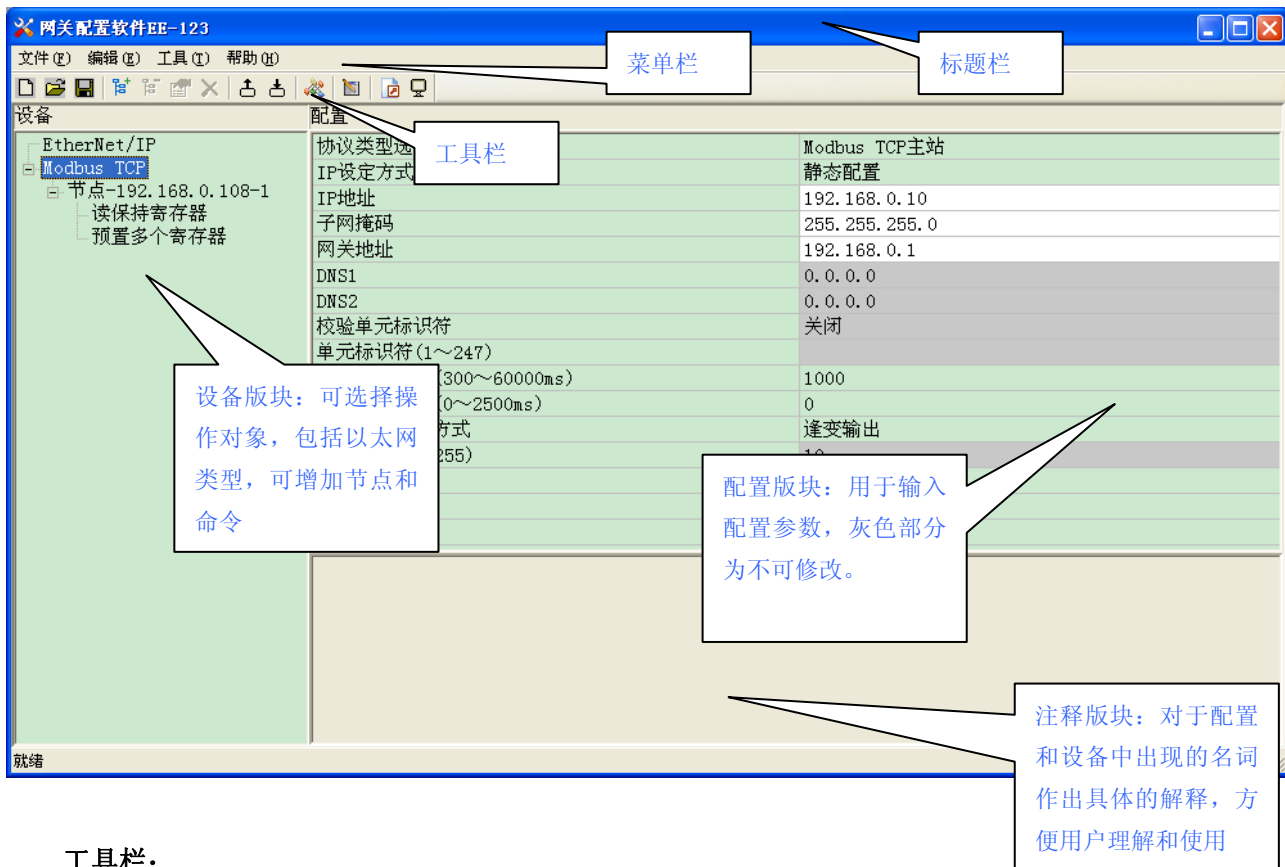 网关配置软件EE-123
文件(F) 编辑(E) 工具(T) 帮助(H)
菜单栏
标题栏
工具栏
设备
配置
EtherNet/IP
Modbus TCP
节点-192.168.0.108-1
读保持寄存器
预置多个寄存器
协议类型选
Modbus TCP主站
IP设定方式
静态配置
IP地址
192.168.0.10
子网掩码
255.255.255.0
网关地址
192.168.0.1
DNS1
0.0.0.0
DNS2
0.0.0.0
校验单元标识符
关闭
单元标识符(1～247)
(300～60000ms)
1000
(0～2500ms)
0
方式
逢变输出
255)
10
设备版块：可选择操
作对象，包括以太网
类型，可增加节点和
命令
配置版块：用于输入
配置参数，灰色部分
为不可修改。
注释版块：对于配置
和设备中出现的名词
作出具体的解释，方
便用户理解和使用
就绪
工具栏：